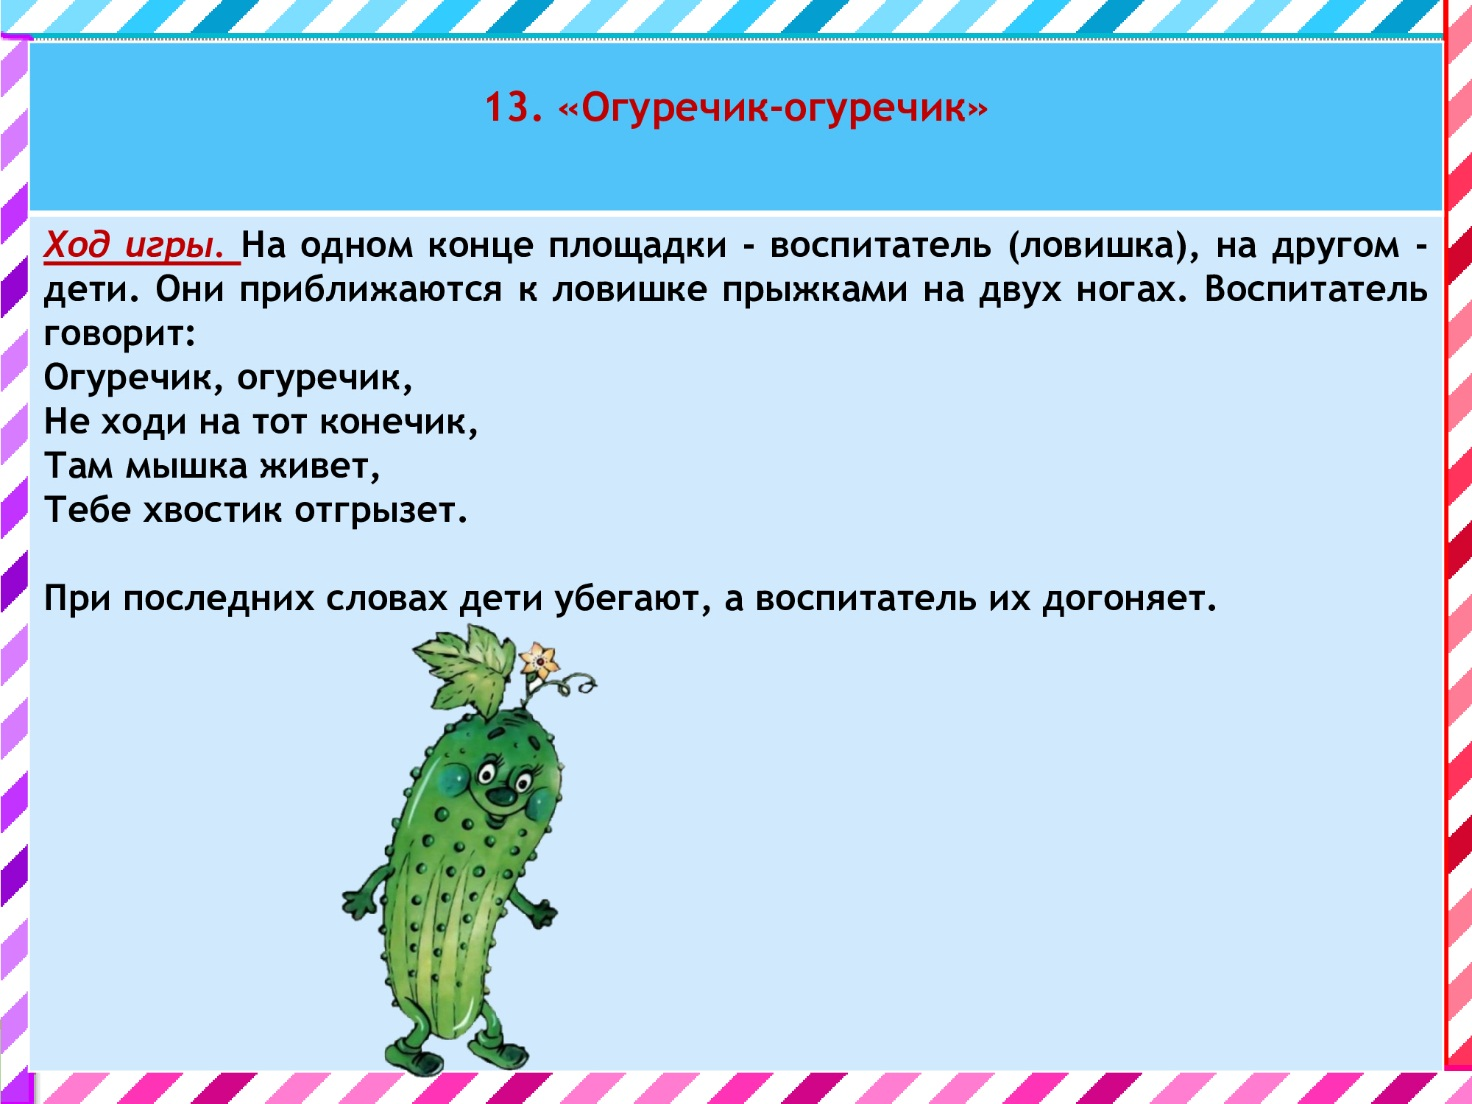 13. «Огуречик-огуречик»
Ход игры. На одном конце площадки - воспитатель (ловишка), на другом -
дети. Они приближаются к ловишке прыжками на двух ногах. Воспитатель
говорит:
Огуречик, огуречик,
Не ходи на тот конечик,
Там мышка живет,
Тебе хвостик отгрызет.
При последних словах дети убегают, а воспитатель их догоняет.